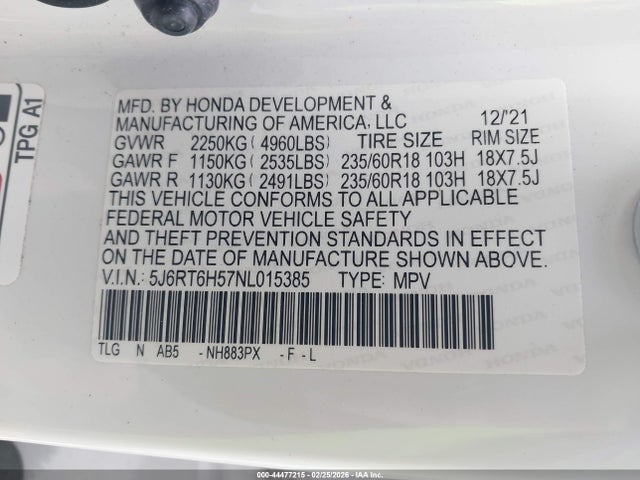 TPG A1
MFD. BY HONDA DEVELOPMENT &
MANUFACTURING OF AMERICA, LLC 12/'21
GVWR 2250KG( 4960LBS) TIRE SIZE RIM SIZE
GAWR F 1150KG( 2535LBS) 235/60R18 103H 18X7.5J
GAWR R 1130KG( 2491LBS) 235/60R18 103H 18X7.5J
THIS VEHICLE CONFORMS TO ALL APPLICABLE
FEDERAL MOTOR VEHICLE SAFETY
AND THEFT PREVENTION STANDARDS IN EFFECT
ON THE DATE OF MANUFACTURE SHOWN ABOVE.
V.I.N.: 5J6RT6H57NL015385 TYPE: MPV
TLG N AB5 -NH883PX -F-L
000-44477215 - 02/25/2026 - IAA Inc.